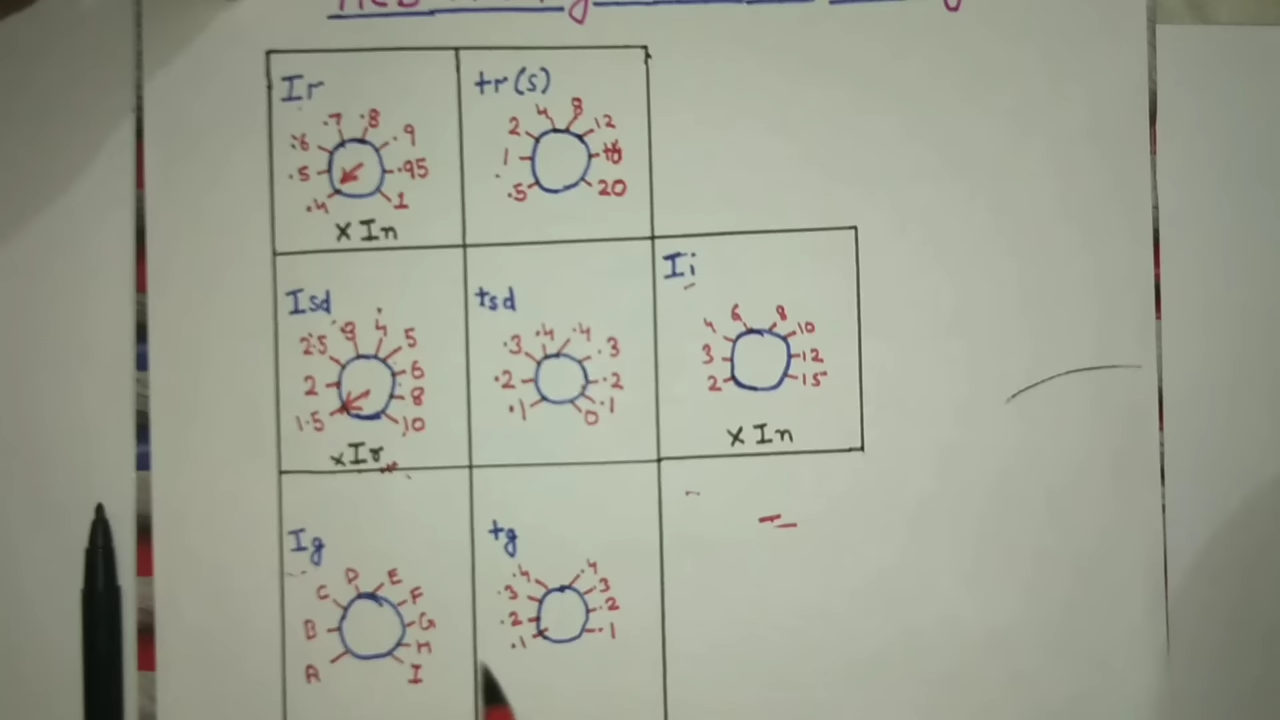 Ir
.4 .5 .6 .7 .8 .9 .95 1
x In
tr(s)
.5 1 2 4 8 12 20
Isd
1.5 2 2.5 3 4 5 6 8 10
x Ir
tsd
.1 .2 .3 .4 .4 .3 .2 .1 0
Ii
2 3 4 6 8 10 12 15
x In
Ig
A B C D E F G H I
tg
.1 .2 .3 .4 .4 .3 .2 .1